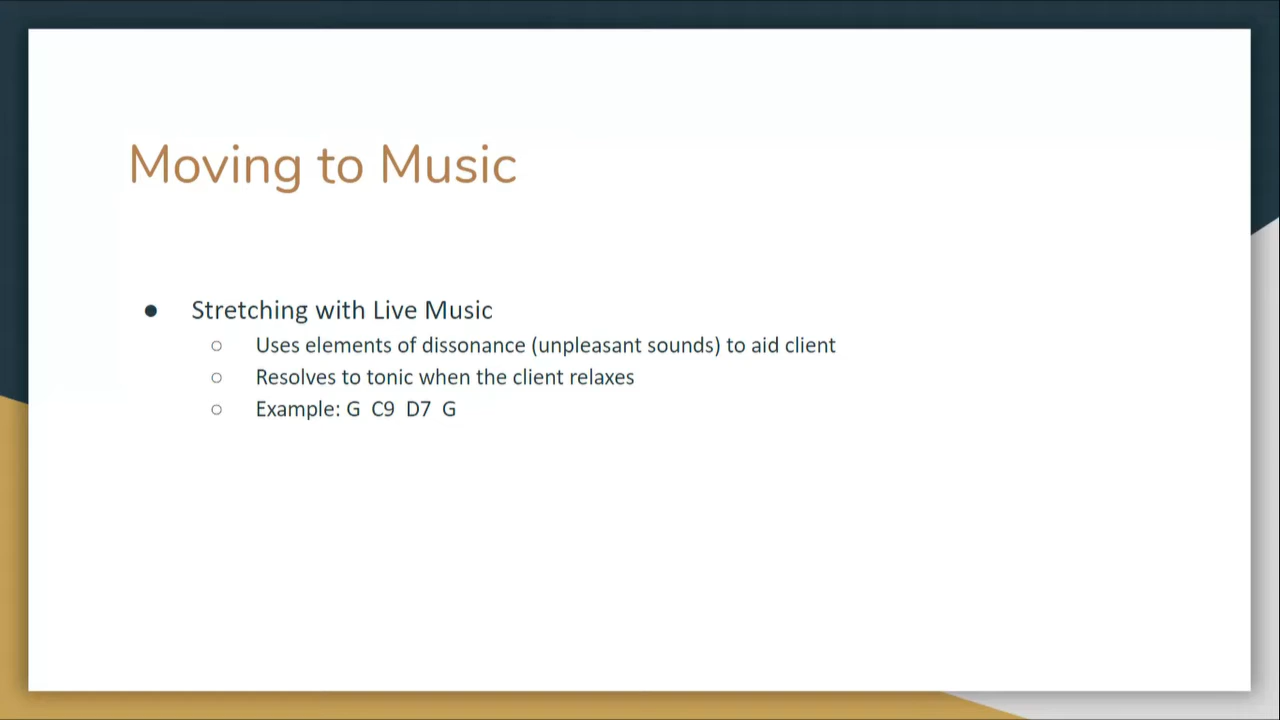 Moving to Music
● Stretching with Live Music
○ Uses elements of dissonance (unpleasant sounds) to aid client
○ Resolves to tonic when the client relaxes
○ Example: G  C9  D7  G